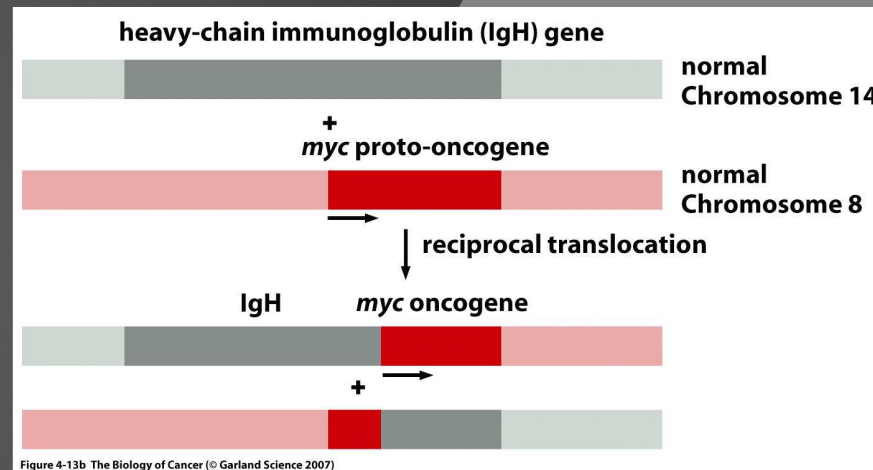 heavy-chain immunoglobulin (IgH) gene
normal
Chromosome 14
+
myc proto-oncogene
normal
Chromosome 8
reciprocal translocation
IgH myc oncogene
+
Figure 4-13b The Biology of Cancer (© Garland Science 2007)